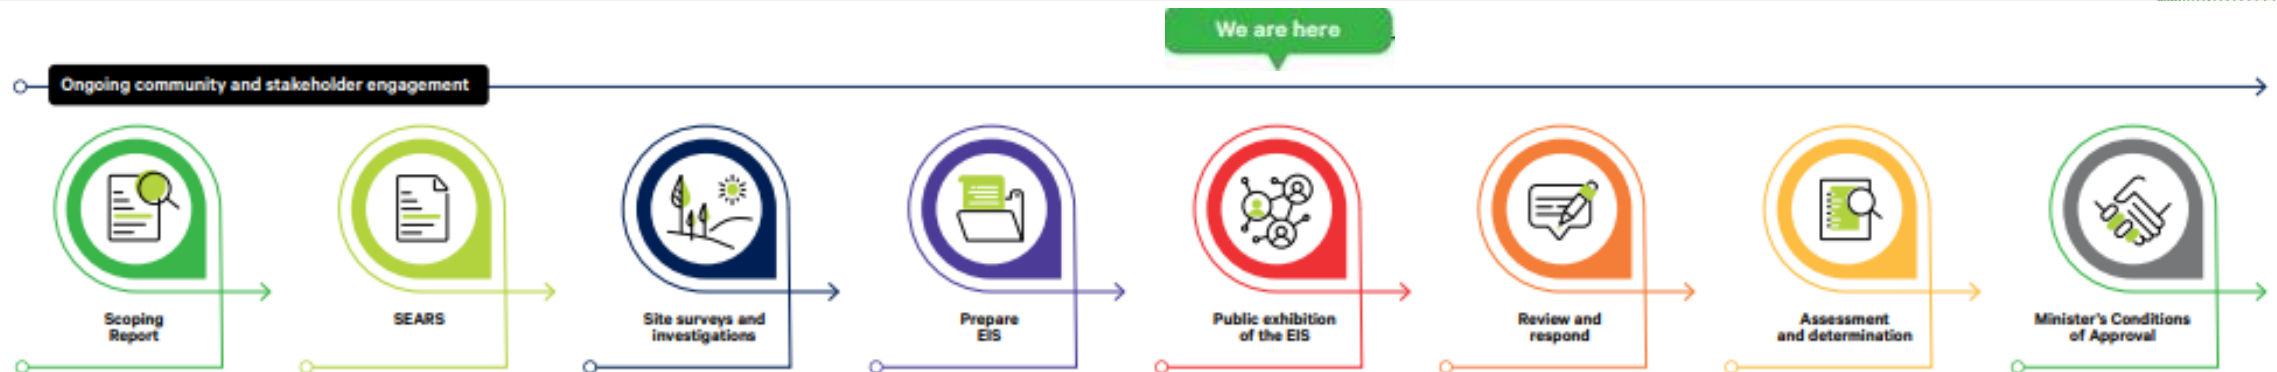 We are here
Ongoing community and stakeholder engagement
Scoping
Report
SEARS
Site surveys and
investigations
Prepare
EIS
Public exhibition
of the EIS
Review and
respond
Assessment
and determination
Minister's Conditions
of Approval